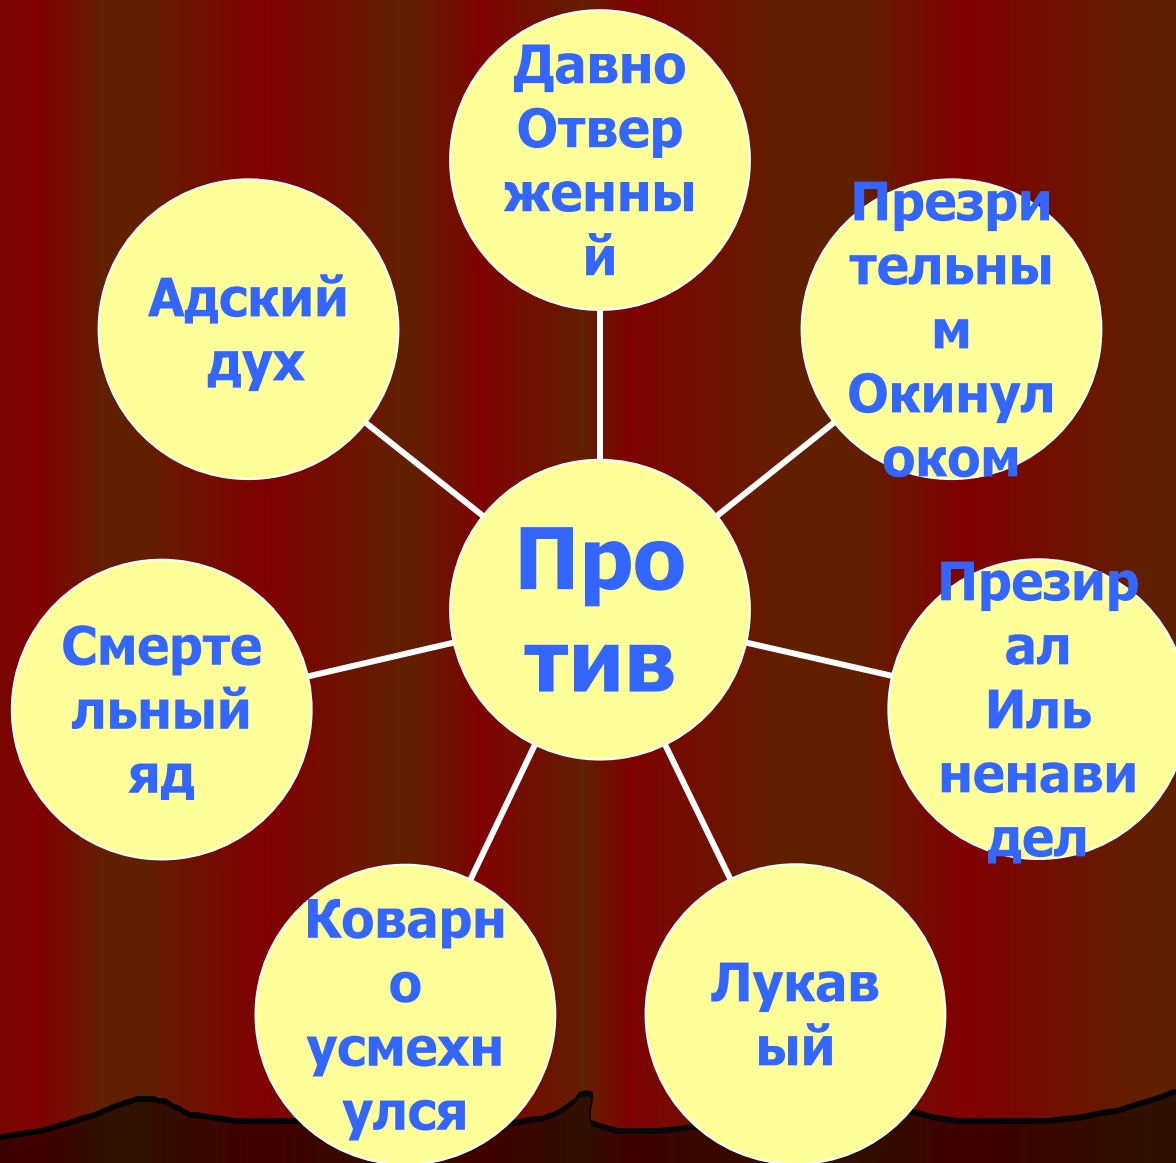 Давно
Отвер
женны
й
Презри
тельны
м
Окинул
оком
Адский
дух
Про
тив
Презир
ал
Иль
ненави
дел
Смерте
льный
яд
Коварн
о
усмехн
улся
Лукав
ый